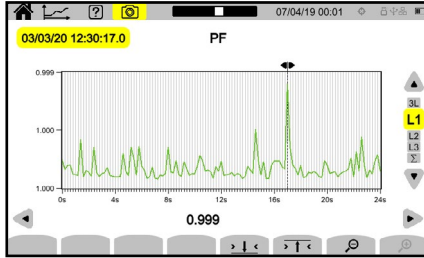 ? 07/04/19 00:01
03/03/20 12:30:17.0 PF
0.999
3L
L1
1.000
L2
L3
Σ
1.000
0s 4s 8s 12s 16s 20s 24s
0.999